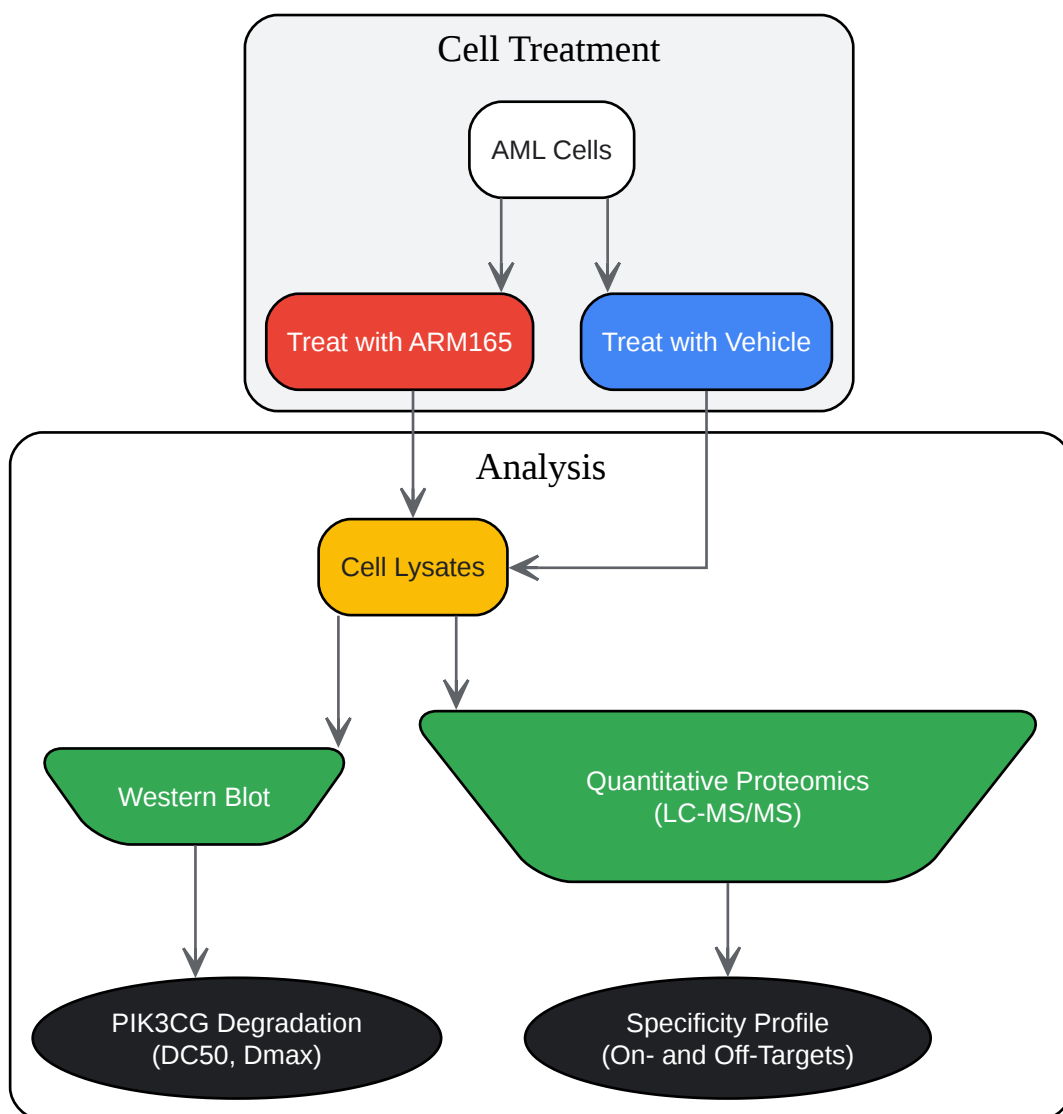 Cell Treatment
AML Cells
Treat with ARM165
Treat with Vehicle
Analysis
Cell Lysates
Western Blot
Quantitative Proteomics
(LC-MS/MS)
PIK3CG Degradation
(DC50, Dmax)
Specificity Profile
(On- and Off-Targets)